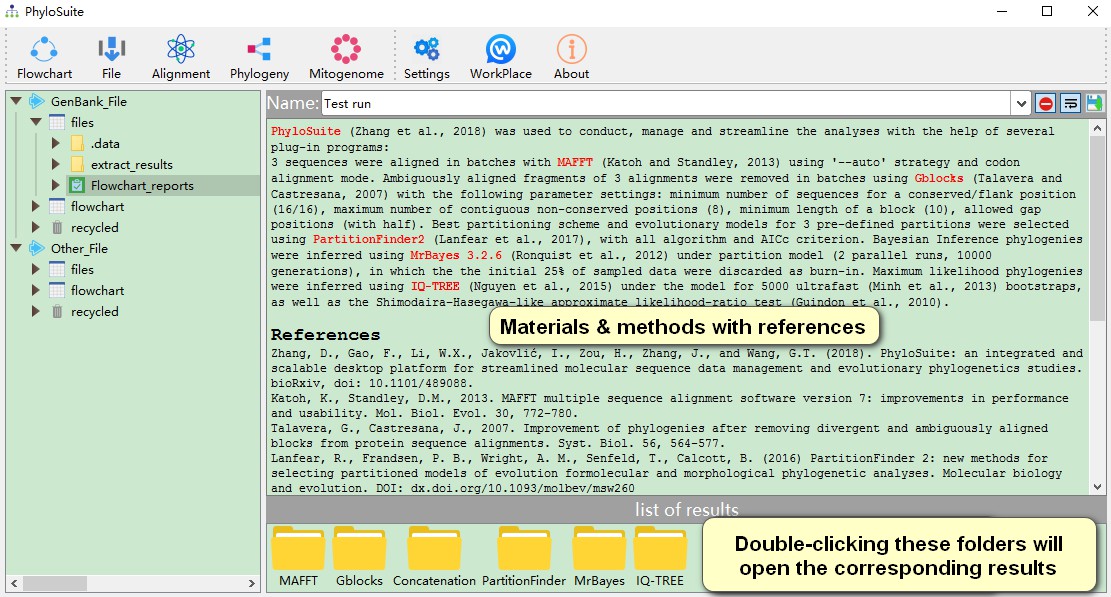 PhyloSuite
Flowchart File Alignment Phylogeny Mitogenome Settings WorkPlace About
GenBank_File
files
.data
extract_results
Flowchart_reports
flowchart
recycled
Other_File
files
flowchart
recycled
Name: Test run
PhyloSuite (Zhang et al., 2018) was used to conduct, manage and streamline the analyses with the help of several
plug-in programs:
3 sequences were aligned in batches with MAFFT (Katoh and Standley, 2013) using '--auto' strategy and codon
alignment mode. Ambiguously aligned fragments of 3 alignments were removed in batches using Gblocks (Talavera and
Castresana, 2007) with the following parameter settings: minimum number of sequences for a conserved/flank position
(16/16), maximum number of contiguous non-conserved positions (8), minimum length of a block (10), allowed gap
positions (with half). Best partitioning scheme and evolutionary models for 3 pre-defined partitions were selected
using PartitionFinder2 (Lanfear et al., 2017), with all algorithm and AICc criterion. Bayesian Inference phylogenies
were inferred using MrBayes 3.2.6 (Ronquist et al., 2012) under partition model (2 parallel runs, 10000
generations), in which the the initial 25% of sampled data were discarded as burn-in. Maximum likelihood phylogenies
were inferred using IQ-TREE (Nguyen et al., 2015) under the model for 5000 ultrafast (Minh et al., 2013) bootstraps,
as well as the Shimodaira-Hasegawa-like approximate likelihood-ratio test (Guindon et al., 2010).
Materials & methods with references
References
Zhang, D., Gao, F., Li, W.X., Jakovlić, I., Zou, H., Zhang, J., and Wang, G.T. (2018). PhyloSuite: an integrated and
scalable desktop platform for streamlined molecular sequence data management and evolutionary phylogenetics studies.
bioRxiv, doi: 10.1101/489088.
Katoh, K., Standley, D.M., 2013. MAFFT multiple sequence alignment software version 7: improvements in performance
and usability. Mol. Biol. Evol. 30, 772-780.
Talavera, G., Castresana, J., 2007. Improvement of phylogenies after removing divergent and ambiguously aligned
blocks from protein sequence alignments. Syst. Biol. 56, 564-577.
Lanfear, R., Frandsen, P. B., Wright, A. M., Senfeld, T., Calcott, B. (2016) PartitionFinder 2: new methods for
selecting partitioned models of evolution formolecular and morphological phylogenetic analyses. Molecular biology
and evolution. DOI: dx.doi.org/10.1093/molbev/msw260
list of results
MAFFT Gblocks Concatenation PartitionFinder MrBayes IQ-TREE
Double-clicking these folders will
open the corresponding results